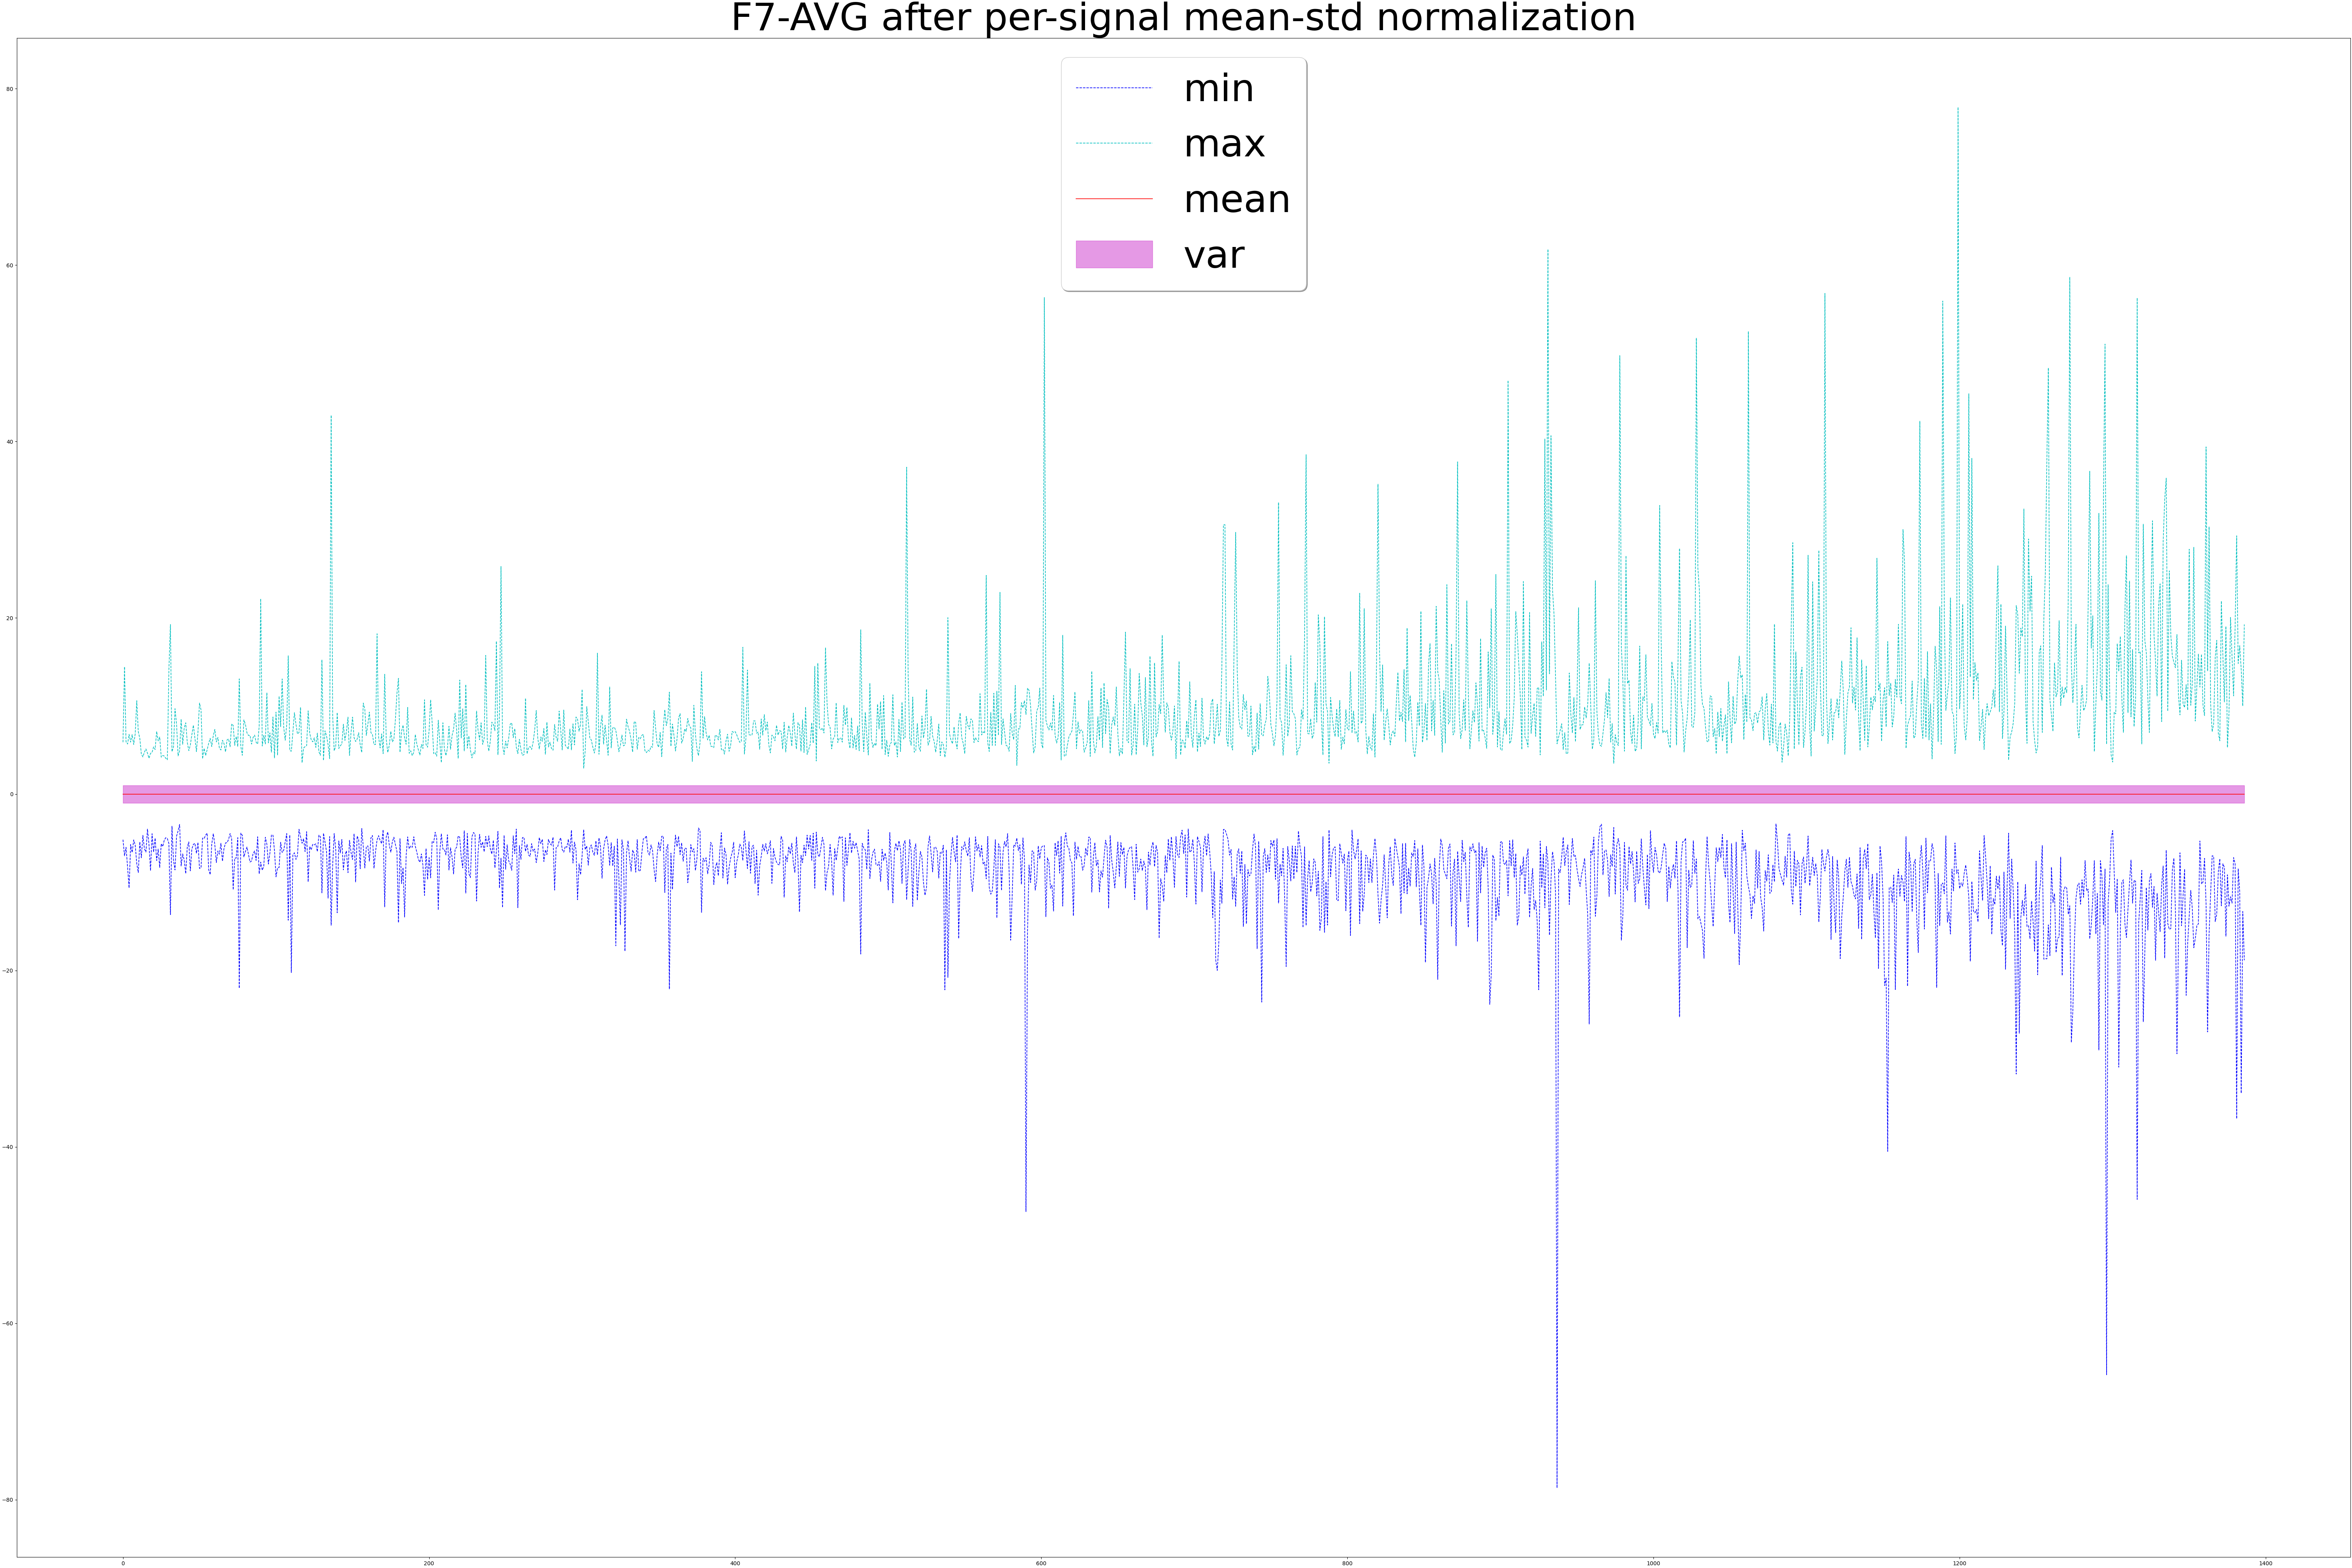 F7-AVG after per-signal mean-std normalization
min
max
mean
var
80
60
40
20
0
−20
−40
−60
−80
0 200 400 600 800 1000 1200 1400